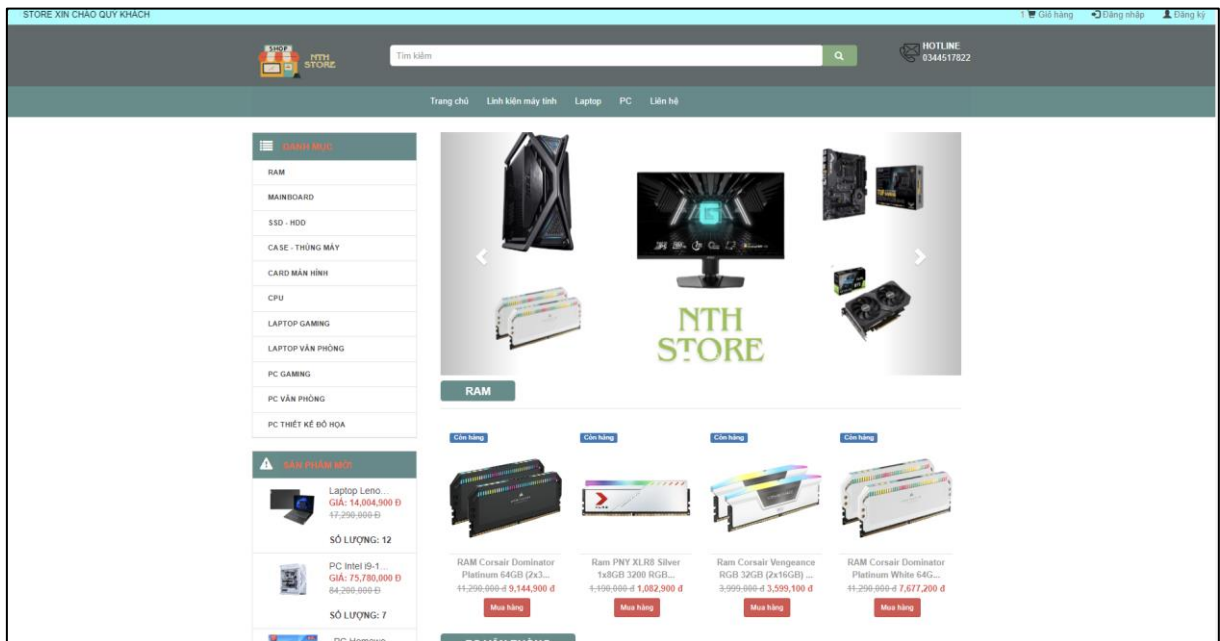 STORE XIN CHÀO QUÝ KHÁCH
1 Giỏ hàng Đăng nhập Đăng ký
SHOP
NTH
STORE
Tìm kiếm
HOTLINE
0344517822
Trang chủ Linh kiện máy tính Laptop PC Liên hệ
DANH MỤC
RAM
MAINBOARD
SSD - HDD
CASE - THÙNG MÁY
CARD MÀN HÌNH
CPU
LAPTOP GAMING
LAPTOP VĂN PHÒNG
PC GAMING
PC VĂN PHÒNG
PC THIẾT KẾ ĐỒ HỌA
SẢN PHẨM MỚI
Laptop Leno...
GIÁ: 14,004,900 Đ
17,290,000 Đ
SỐ LƯỢNG: 12
PC Intel i9-1...
GIÁ: 75,780,000 Đ
84,200,000 Đ
SỐ LƯỢNG: 7
PC Homewo...
NTH
STORE
RAM
Còn hàng Còn hàng Còn hàng Còn hàng
RAM Corsair Dominator
Platinum 64GB (2x3...
11,290,000 đ 9,144,900 đ
Mua hàng
Ram PNY XLR8 Silver
1x8GB 3200 RGB...
1,190,000 đ 1,082,900 đ
Mua hàng
Ram Corsair Vengeance
RGB 32GB (2x16GB) ...
3,999,000 đ 3,599,100 đ
Mua hàng
RAM Corsair Dominator
Platinum White 64G...
11,290,000 đ 7,677,200 đ
Mua hàng
PC VĂN PHÒNG